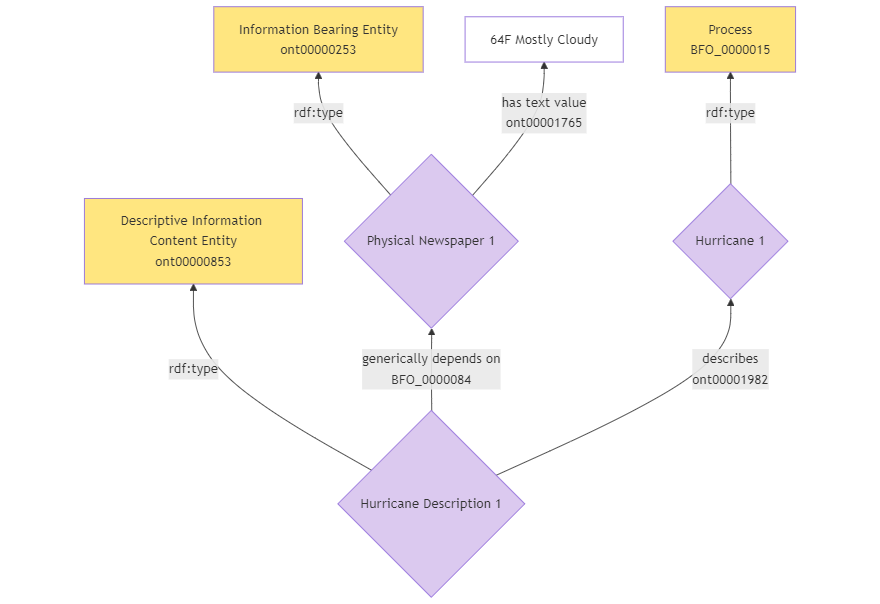 Information Bearing Entity
ont00000253
64F Mostly Cloudy
Process
BFO_0000015
rdf:type
has text value
ont00001765
rdf:type
Descriptive Information
Content Entity
ont00000853
Physical Newspaper 1
Hurricane 1
rdf:type
generically depends on
BFO_0000084
describes
ont00001982
Hurricane Description 1